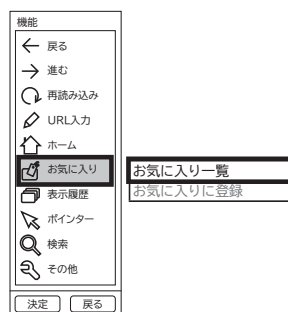 機能
戻る
進む
再読み込み
URL入力
ホーム
お気に入り
お気に入り一覧
お気に入りに登録
表示履歴
ポインター
検索
その他
決定 戻る